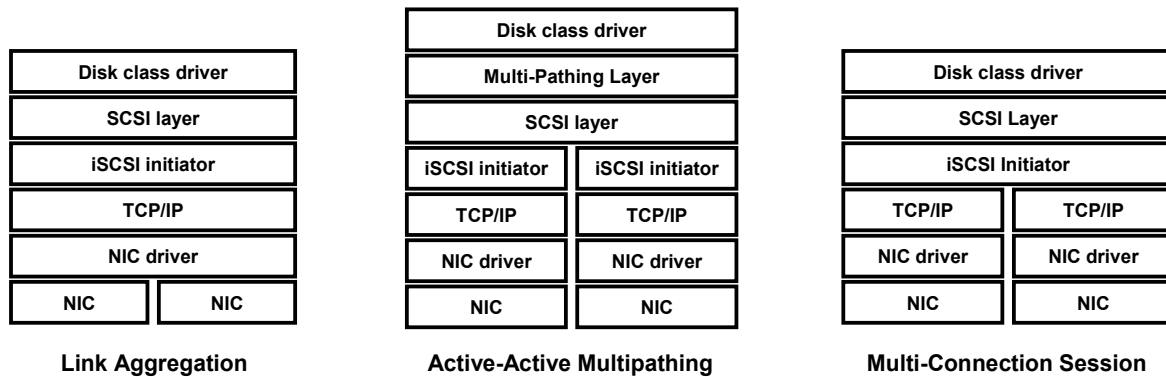 Disk class driver
SCSI layer
iSCSI initiator
TCP/IP
NIC driver
NIC NIC
Link Aggregation
Disk class driver
Multi-Pathing Layer
SCSI layer
iSCSI initiator iSCSI initiator
TCP/IP TCP/IP
NIC driver NIC driver
NIC NIC
Active-Active Multipathing
Disk class driver
SCSI Layer
iSCSI Initiator
TCP/IP TCP/IP
NIC driver NIC driver
NIC NIC
Multi-Connection Session